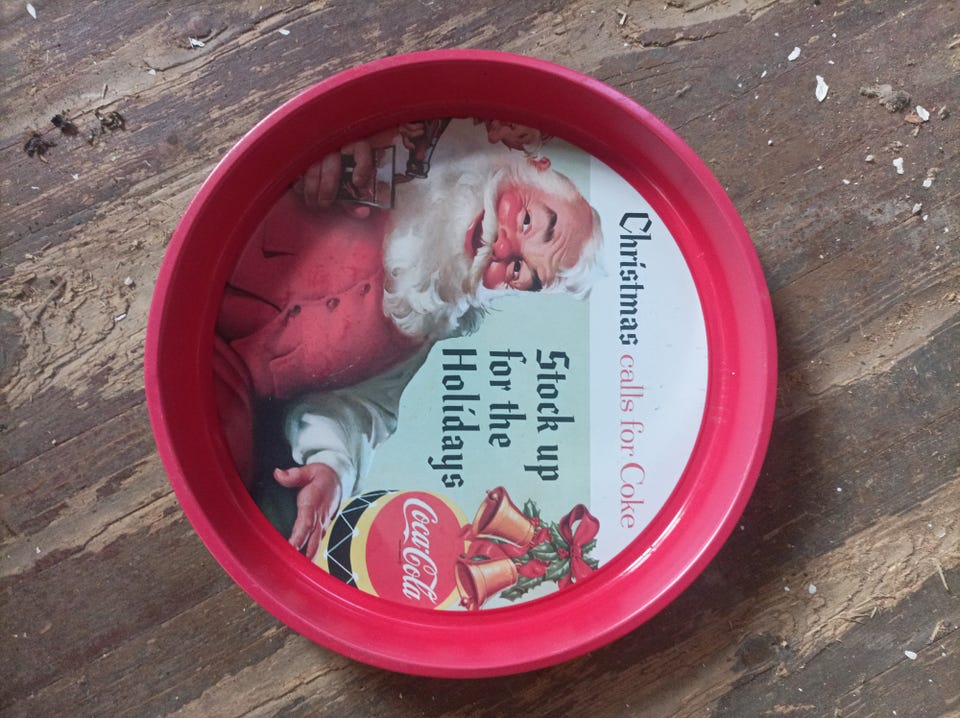 Christmas calls for Coke
Stock up
for the
Holidays
Coca-Cola